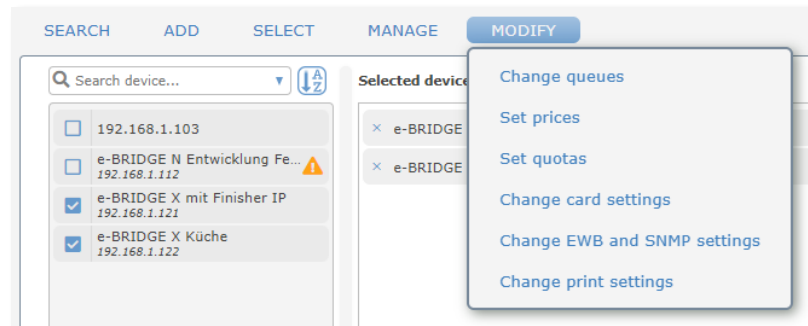 SEARCH ADD SELECT MANAGE MODIFY
Search device...
192.168.1.103
e-BRIDGE N Entwicklung Fe...
192.168.1.112
e-BRIDGE X mit Finisher IP
192.168.1.121
e-BRIDGE X Küche
192.168.1.122
Selected device
× e-BRIDGE
× e-BRIDGE
Change queues
Set prices
Set quotas
Change card settings
Change EWB and SNMP settings
Change print settings